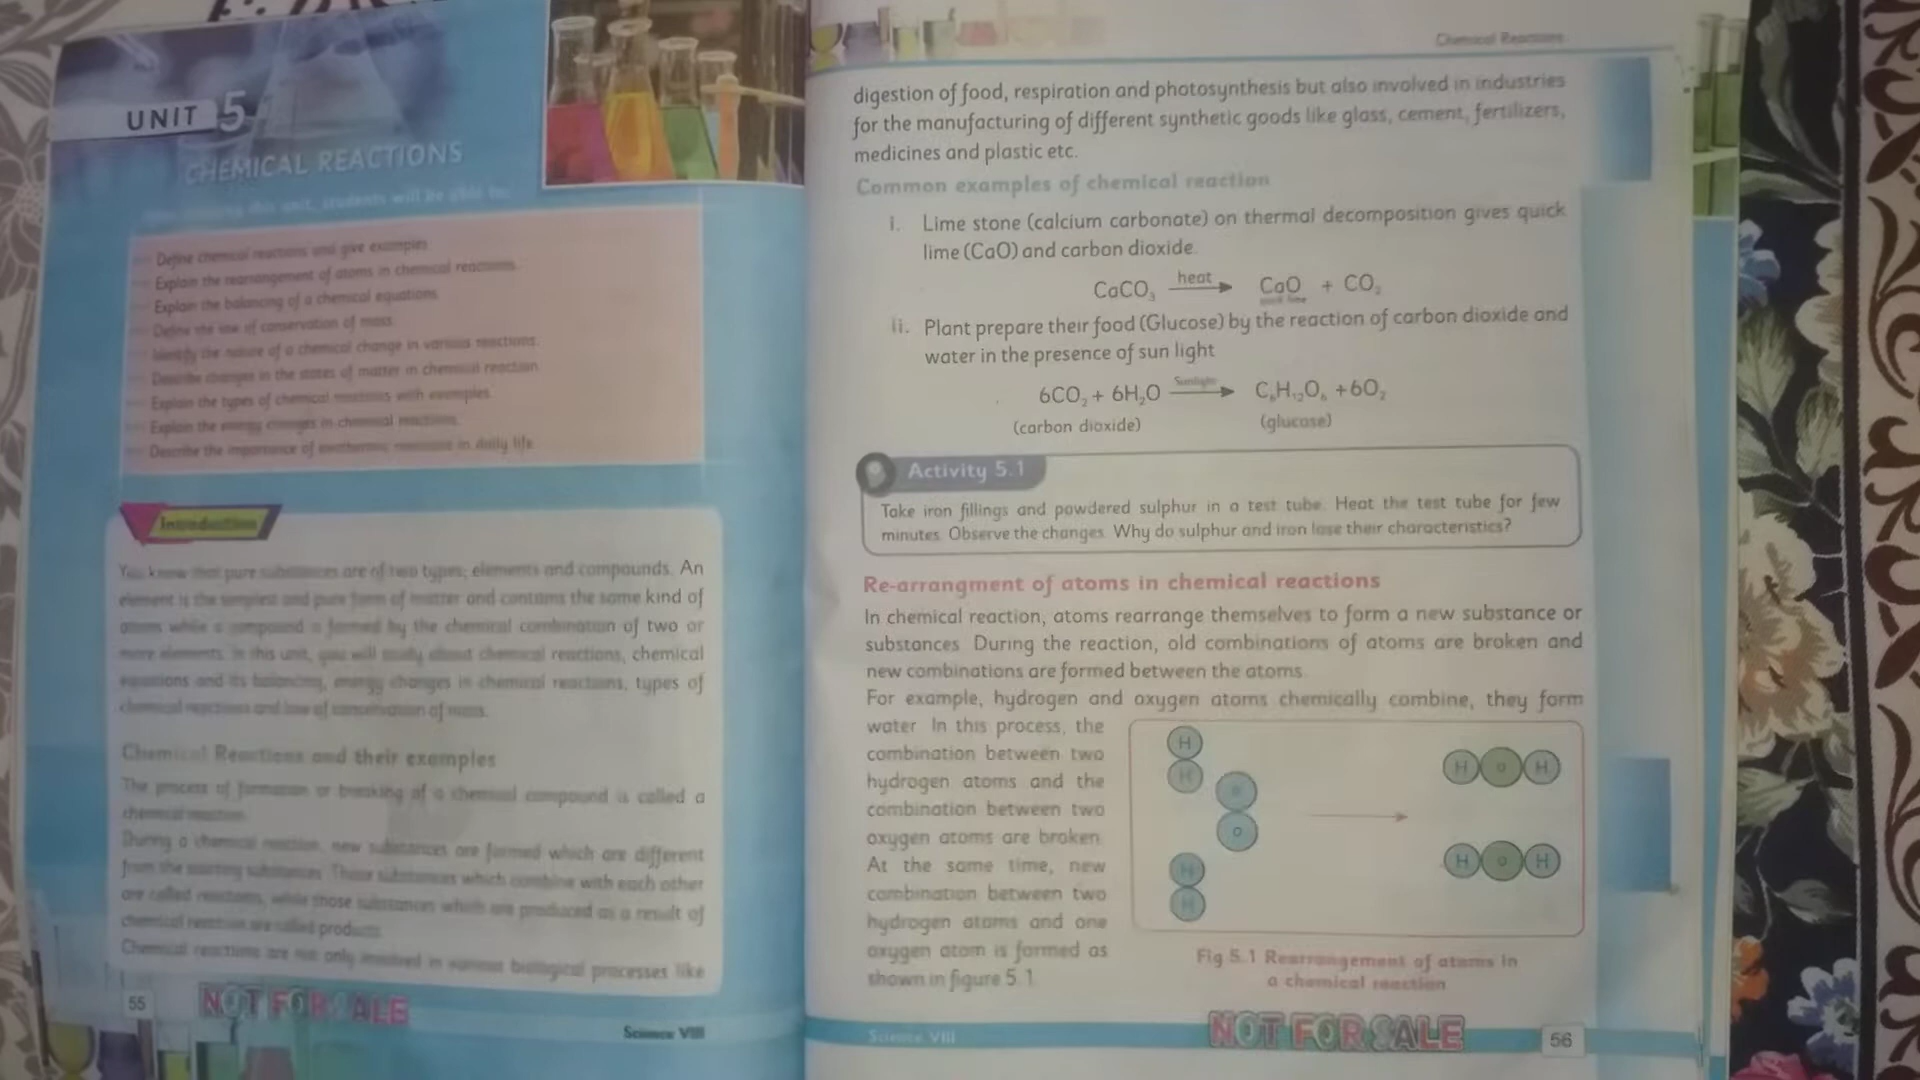 UNIT 5
CHEMICAL REACTIONS
this unit, students will be able to:
Define chemical reactions and give examples
Explain the rearrangement of atoms in chemical reactions.
Explain the balancing of a chemical equations
Define the law of conservation of mass.
Identify the nature of a chemical change in various reactions.
Describe changes in the states of matter in chemical reaction
Explain the types of chemical reactions with examples.
Explain the energy changes in chemical reactions.
Describe the importance of exothermic reactions in daily life
Introduction
You know that pure substances are of two types; elements and compounds. An
element is the simplest and pure form of matter and contains the same kind of
atoms while a compound is formed by the chemical combination of two or
more elements. In this unit, you will study about chemical reactions, chemical
equations and its balancing, energy changes in chemical reactions, types of
chemical reactions and law of conservation of mass.
Chemical Reactions and their examples
The process of formation or breaking of a chemical compound is called a
chemical reaction.
During a chemical reaction, new substances are formed which are different
from the starting substances. Those substances which combine with each other
are called reactants, while those substances which are produced as a result of
chemical reaction are called products.
Chemical reactions are not only involved in various biological processes like
55
NOT FOR SALE
Science VIII
Chemical Reactions
digestion of food, respiration and photosynthesis but also involved in industries
for the manufacturing of different synthetic goods like glass, cement, fertilizers,
medicines and plastic etc.
Common examples of chemical reaction
i. Lime stone (calcium carbonate) on thermal decomposition gives quick
lime (CaO) and carbon dioxide.
CaCO₃ heat → CaO + CO₂
quick lime
ii. Plant prepare their food (Glucose) by the reaction of carbon dioxide and
water in the presence of sun light
6CO₂ + 6H₂O Sunlight → C₆H₁₂O₆ +6O₂
(carbon dioxide) (glucose)
Activity 5.1
Take iron fillings and powdered sulphur in a test tube. Heat the test tube for few
minutes. Observe the changes. Why do sulphur and iron lose their characteristics?
Re-arrangment of atoms in chemical reactions
In chemical reaction, atoms rearrange themselves to form a new substance or
substances. During the reaction, old combinations of atoms are broken and
new combinations are formed between the atoms.
For example, hydrogen and oxygen atoms chemically combine, they form
water. In this process, the
combination between two
hydrogen atoms and the
combination between two
oxygen atoms are broken.
At the same time, new
combination between two
hydrogen atoms and one
oxygen atom is formed as
shown in figure 5.1.
H
H
O
O
H
H
H O H
H O H
Fig 5.1 Rearrangement of atoms in
a chemical reaction
Science VIII
NOT FOR SALE
56